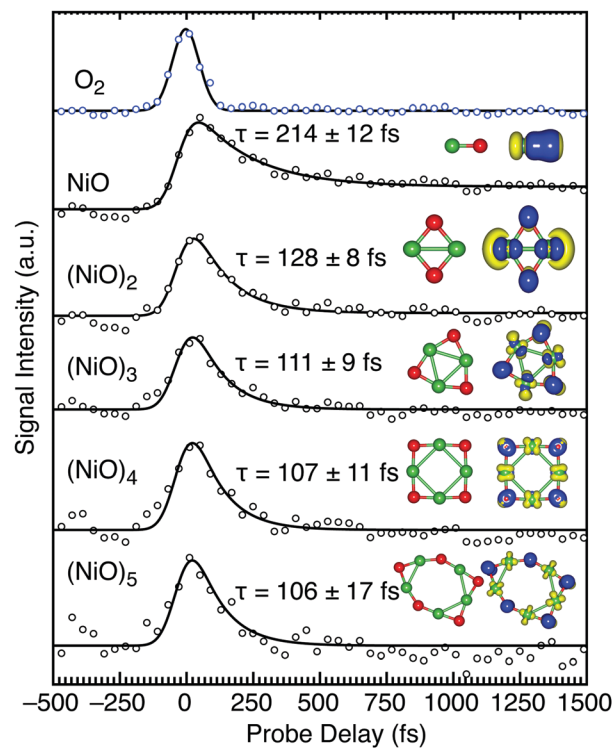 O₂
τ = 214 ± 12 fs
NiO
τ = 128 ± 8 fs
(NiO)₂
τ = 111 ± 9 fs
(NiO)₃
τ = 107 ± 11 fs
(NiO)₄
τ = 106 ± 17 fs
(NiO)₅
Signal Intensity (a.u.)
−500 −250 0 250 500 750 1000 1250 1500
Probe Delay (fs)